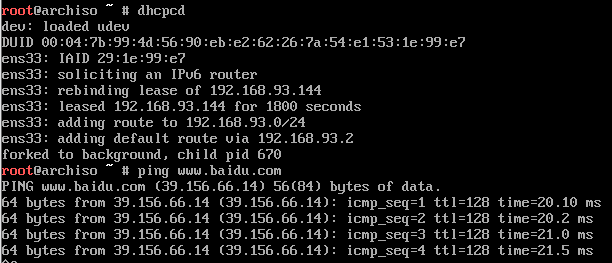 root@archiso ~ # dhcpcd
dev: loaded udev
DUID 00:04:7b:99:4d:56:90:eb:e2:62:26:7a:54:e1:53:1e:99:e7
ens33: IAID 29:1e:99:e7
ens33: soliciting an IPv6 router
ens33: rebinding lease of 192.168.93.144
ens33: leased 192.168.93.144 for 1800 seconds
ens33: adding route to 192.168.93.0/24
ens33: adding default route via 192.168.93.2
forked to background, child pid 670
root@archiso ~ # ping www.baidu.com
PING www.baidu.com (39.156.66.14) 56(84) bytes of data.
64 bytes from 39.156.66.14 (39.156.66.14): icmp_seq=1 ttl=128 time=20.10 ms
64 bytes from 39.156.66.14 (39.156.66.14): icmp_seq=2 ttl=128 time=20.2 ms
64 bytes from 39.156.66.14 (39.156.66.14): icmp_seq=3 ttl=128 time=21.0 ms
64 bytes from 39.156.66.14 (39.156.66.14): icmp_seq=4 ttl=128 time=21.5 ms